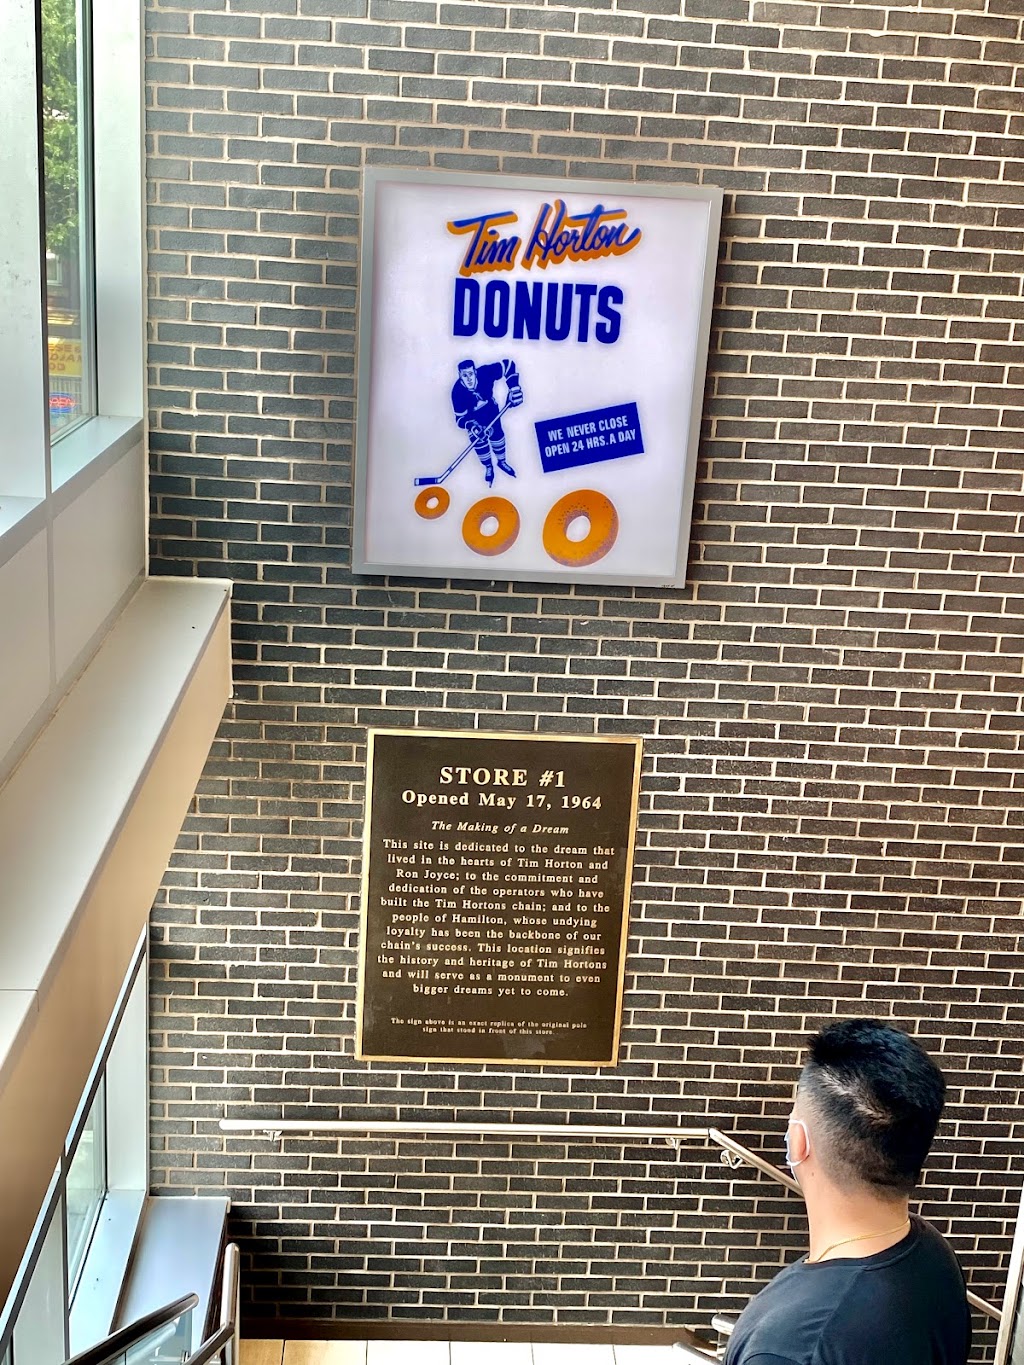 Tim Horton
DONUTS
WE NEVER CLOSE
OPEN 24 HRS. A DAY
STORE #1
Opened May 17, 1964
The Making of a Dream
This site is dedicated to the dream that
lived in the hearts of Tim Horton and
Ron Joyce; to the commitment and
dedication of the operators who have
built the Tim Hortons chain; and to the
people of Hamilton, whose undying
loyalty has been the backbone of our
chain's success. This location signifies
the history and heritage of Tim Hortons
and will serve as a monument to even
bigger dreams yet to come.
The sign above is an exact replica of the original pole
sign that stood in front of this store.